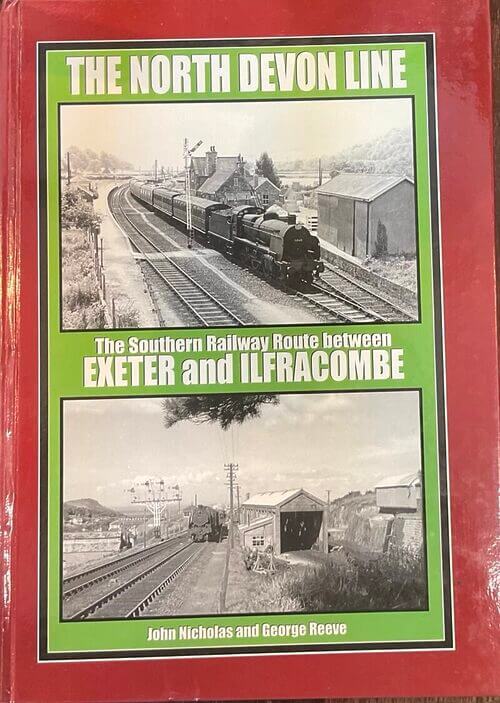 THE NORTH DEVON LINE
The Southern Railway Route between
EXETER and ILFRACOMBE
John Nicholas and George Reeve